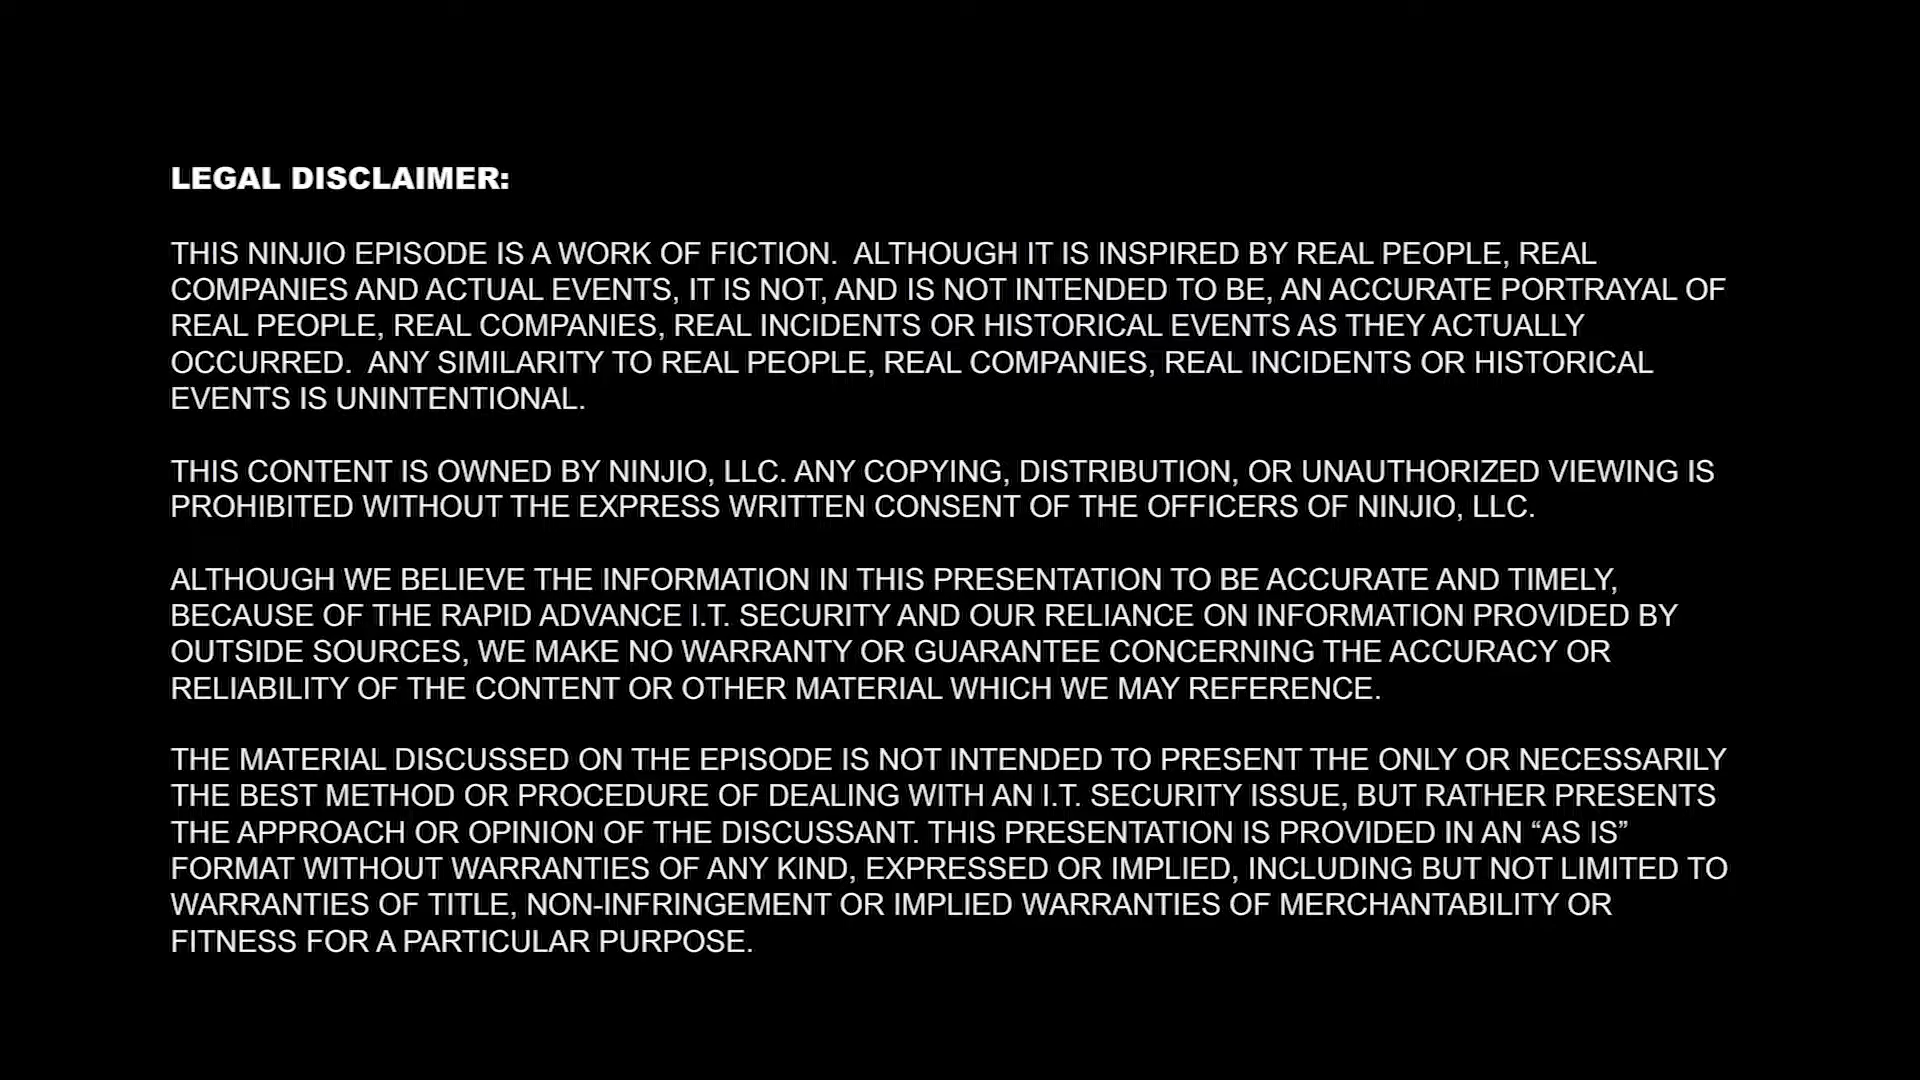 LEGAL DISCLAIMER:
THIS NINJIO EPISODE IS A WORK OF FICTION.  ALTHOUGH IT IS INSPIRED BY REAL PEOPLE, REAL
COMPANIES AND ACTUAL EVENTS, IT IS NOT, AND IS NOT INTENDED TO BE, AN ACCURATE PORTRAYAL OF
REAL PEOPLE, REAL COMPANIES, REAL INCIDENTS OR HISTORICAL EVENTS AS THEY ACTUALLY
OCCURRED.  ANY SIMILARITY TO REAL PEOPLE, REAL COMPANIES, REAL INCIDENTS OR HISTORICAL
EVENTS IS UNINTENTIONAL.
THIS CONTENT IS OWNED BY NINJIO, LLC. ANY COPYING, DISTRIBUTION, OR UNAUTHORIZED VIEWING IS
PROHIBITED WITHOUT THE EXPRESS WRITTEN CONSENT OF THE OFFICERS OF NINJIO, LLC.
ALTHOUGH WE BELIEVE THE INFORMATION IN THIS PRESENTATION TO BE ACCURATE AND TIMELY,
BECAUSE OF THE RAPID ADVANCE I.T. SECURITY AND OUR RELIANCE ON INFORMATION PROVIDED BY
OUTSIDE SOURCES, WE MAKE NO WARRANTY OR GUARANTEE CONCERNING THE ACCURACY OR
RELIABILITY OF THE CONTENT OR OTHER MATERIAL WHICH WE MAY REFERENCE.
THE MATERIAL DISCUSSED ON THE EPISODE IS NOT INTENDED TO PRESENT THE ONLY OR NECESSARILY
THE BEST METHOD OR PROCEDURE OF DEALING WITH AN I.T. SECURITY ISSUE, BUT RATHER PRESENTS
THE APPROACH OR OPINION OF THE DISCUSSANT. THIS PRESENTATION IS PROVIDED IN AN “AS IS”
FORMAT WITHOUT WARRANTIES OF ANY KIND, EXPRESSED OR IMPLIED, INCLUDING BUT NOT LIMITED TO
WARRANTIES OF TITLE, NON-INFRINGEMENT OR IMPLIED WARRANTIES OF MERCHANTABILITY OR
FITNESS FOR A PARTICULAR PURPOSE.